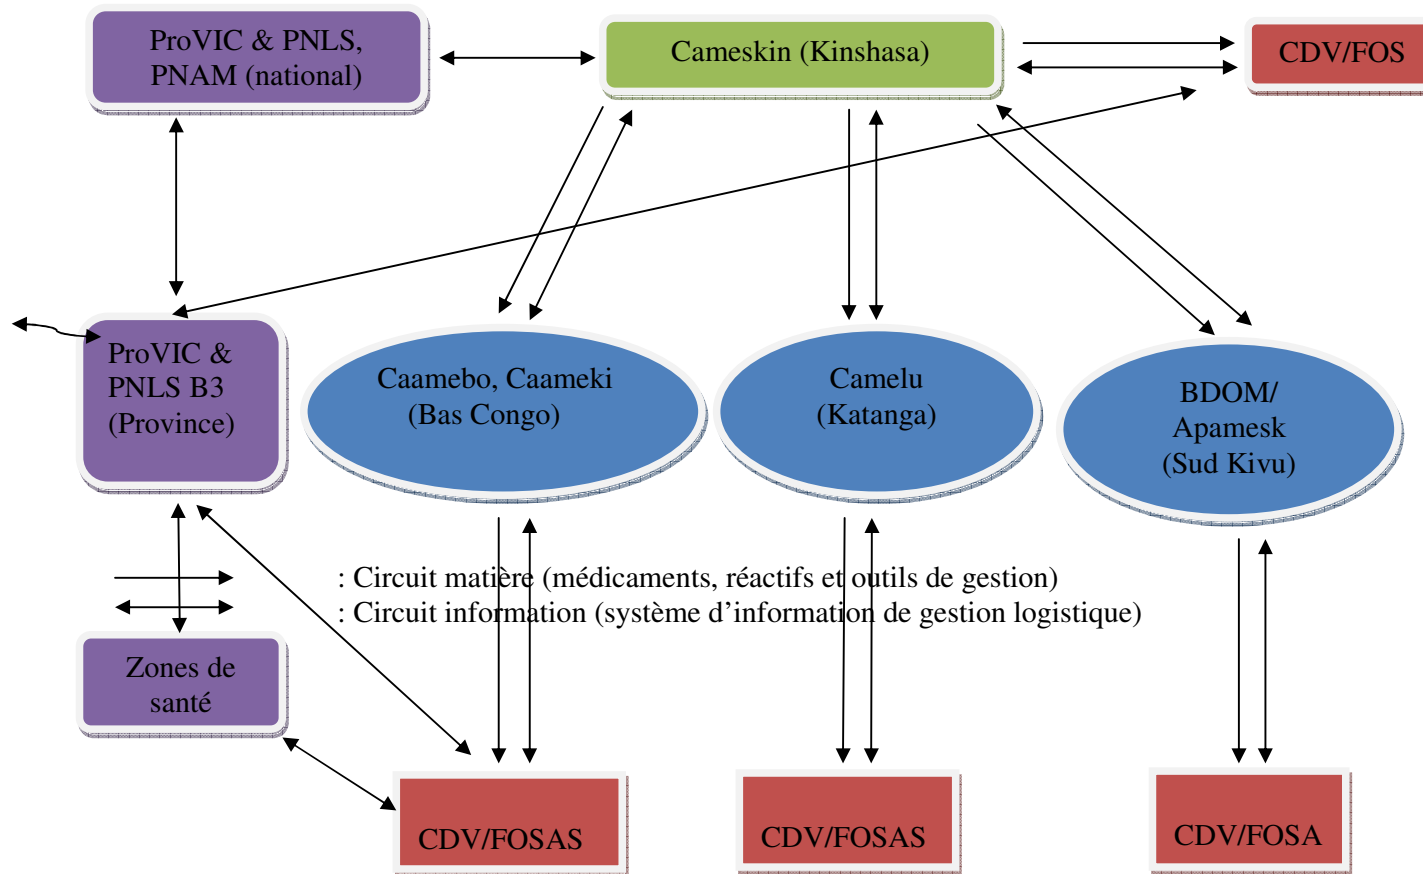 ProVIC & PNLS,
PNAM (national)
Cameskin (Kinshasa)
CDV/FOS
ProVIC &
PNLS B3
(Province)
Caamebo, Caameki
(Bas Congo)
Camelu
(Katanga)
BDOM/
Apamesk
(Sud Kivu)
: Circuit matière (médicaments, réactifs et outils de gestion)
: Circuit information (système d’information de gestion logistique)
Zones de
santé
CDV/FOSAS
CDV/FOSAS
CDV/FOSA